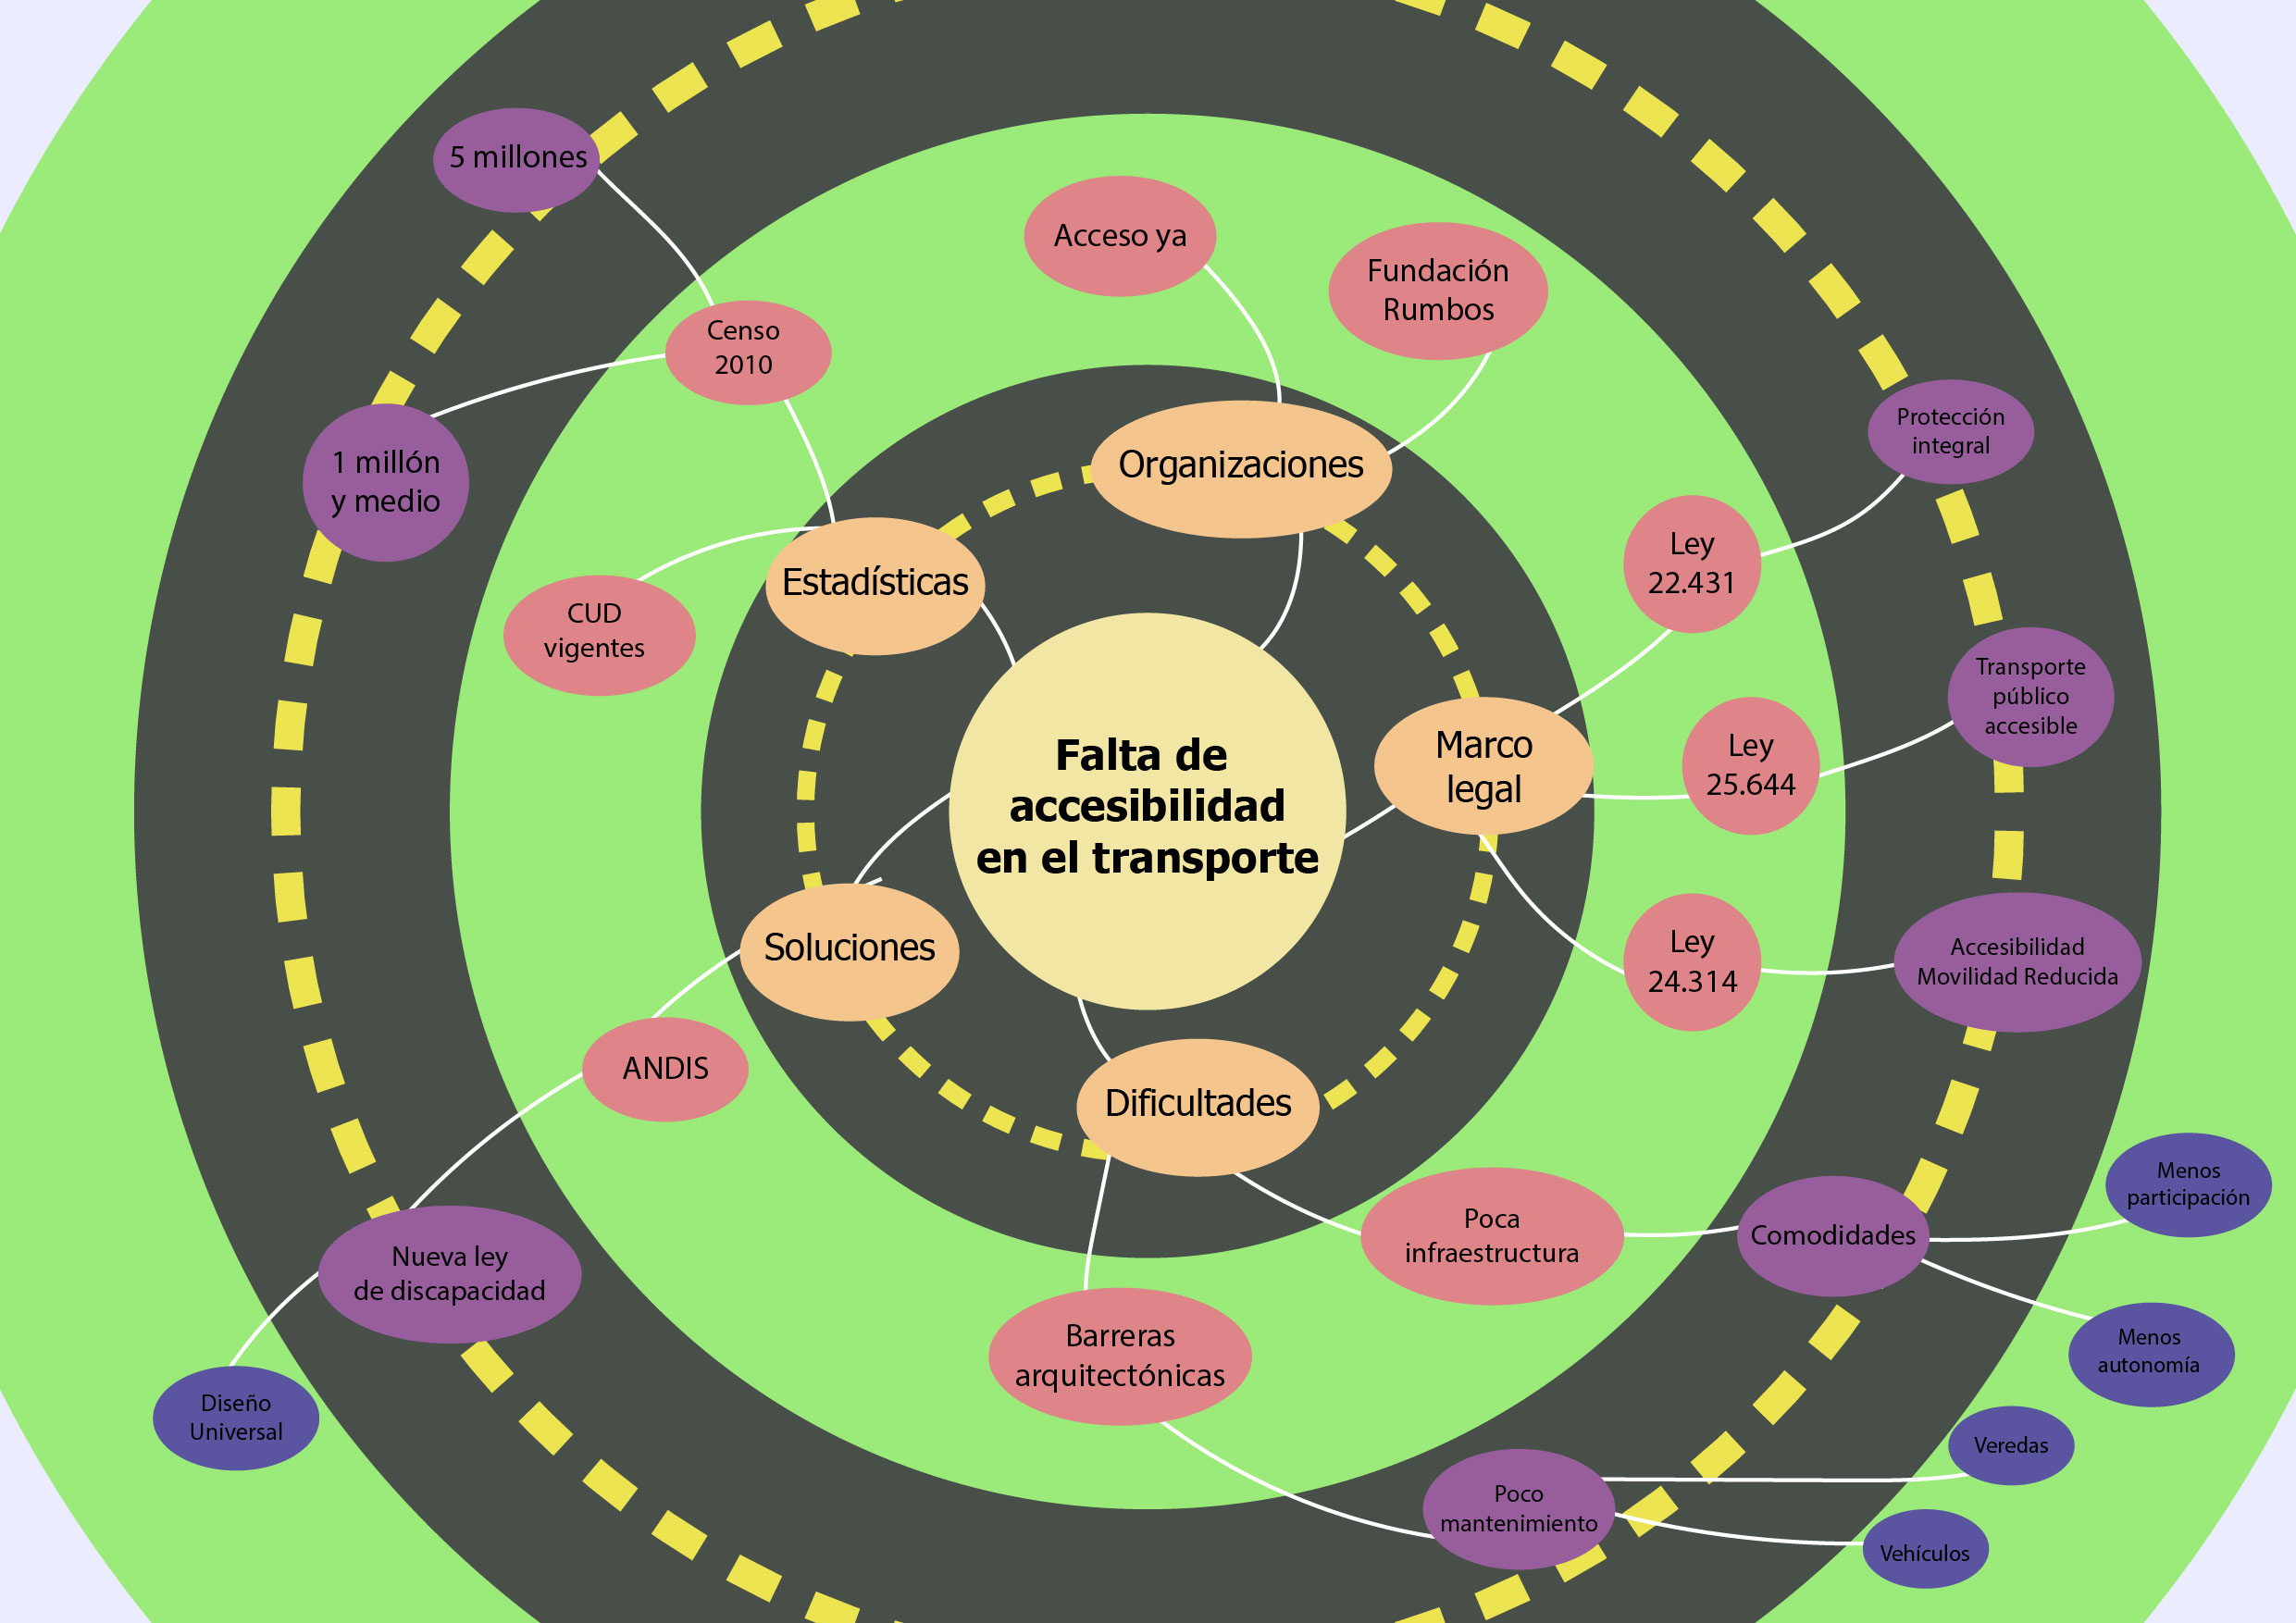 Falta de
accesibilidad
en el transporte
Organizaciones
Acceso ya
Fundación
Rumbos
Marco
legal
Ley
22.431
Protección
integral
Ley
25.644
Transporte
público
accesible
Ley
24.314
Accesibilidad
Movilidad Reducida
Dificultades
Poca
infraestructura
Comodidades
Menos
participación
Menos
autonomía
Barreras
arquitectónicas
Poco
mantenimiento
Veredas
Vehículos
Soluciones
ANDIS
Nueva ley
de discapacidad
Diseño
Universal
Estadísticas
CUD
vigentes
Censo
2010
1 millón
y medio
5 millones